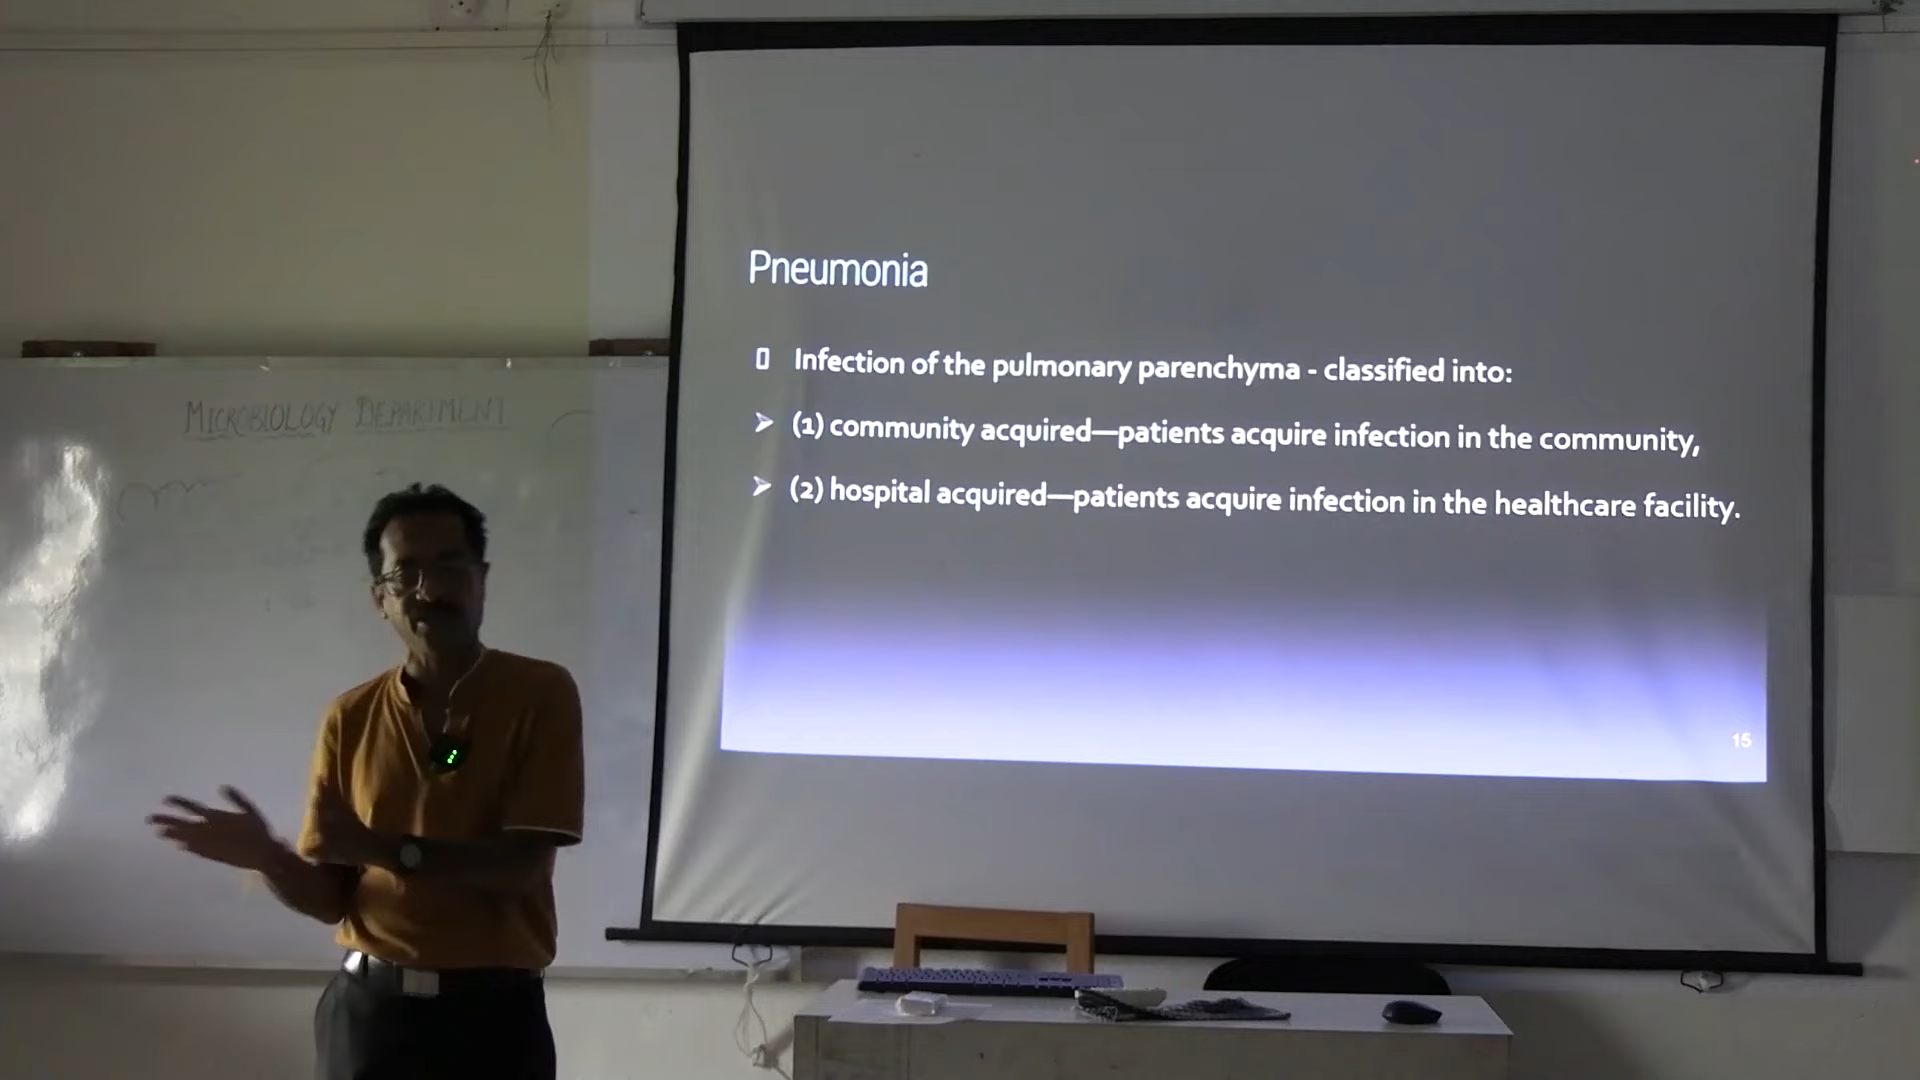 Pneumonia
Infection of the pulmonary parenchyma - classified into:
(1) community acquired—patients acquire infection in the community,
(2) hospital acquired—patients acquire infection in the healthcare facility.
15
MICROBIOLOGY DEPARTMENT